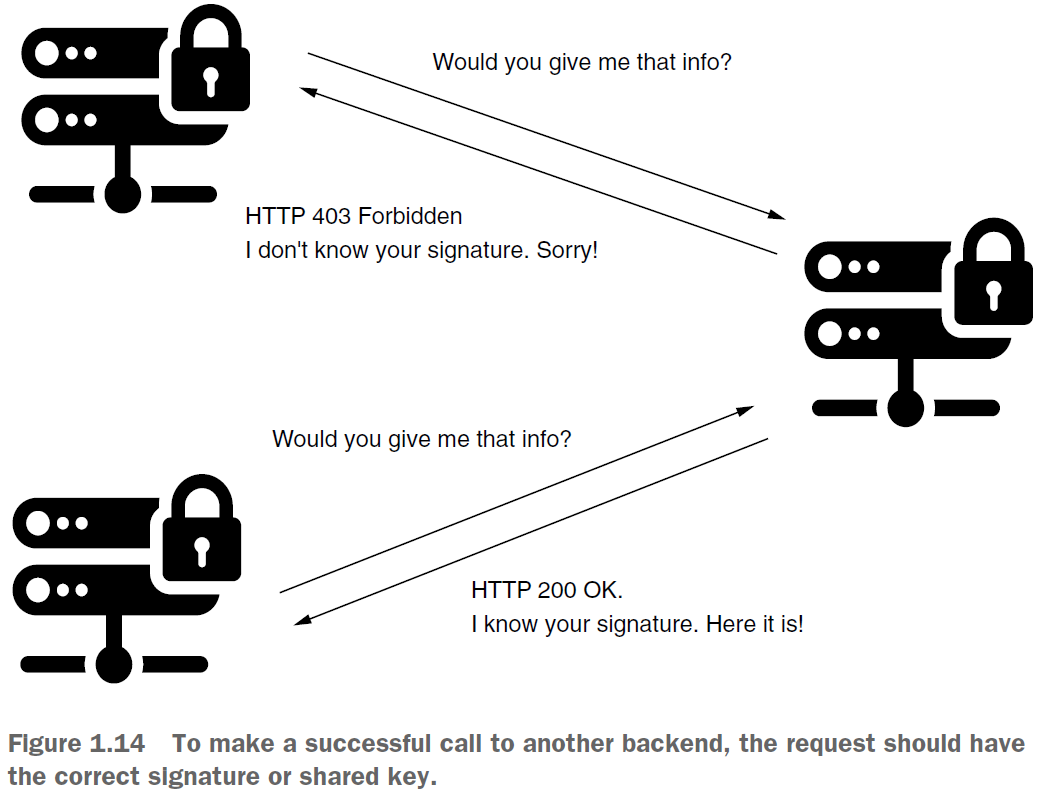 Would you give me that info?
HTTP 403 Forbidden
I don't know your signature. Sorry!
Would you give me that info?
HTTP 200 OK.
I know your signature. Here it is!
Figure 1.14 To make a successful call to another backend, the request should have
the correct signature or shared key.